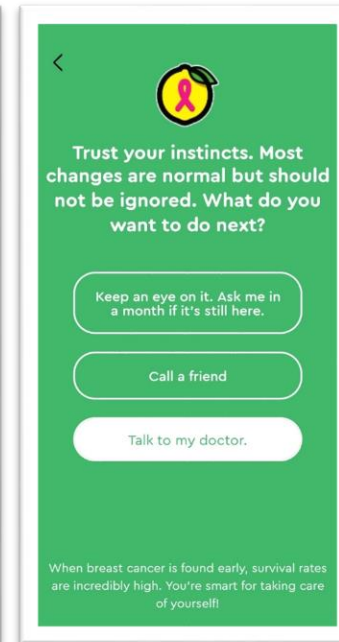 Trust your instincts. Most
changes are normal but should
not be ignored. What do you
want to do next?
Keep an eye on it. Ask me in
a month if it's still here.
Call a friend
Talk to my doctor.
When breast cancer is found early, survival rates
are incredibly high. You're smart for taking care
of yourself!